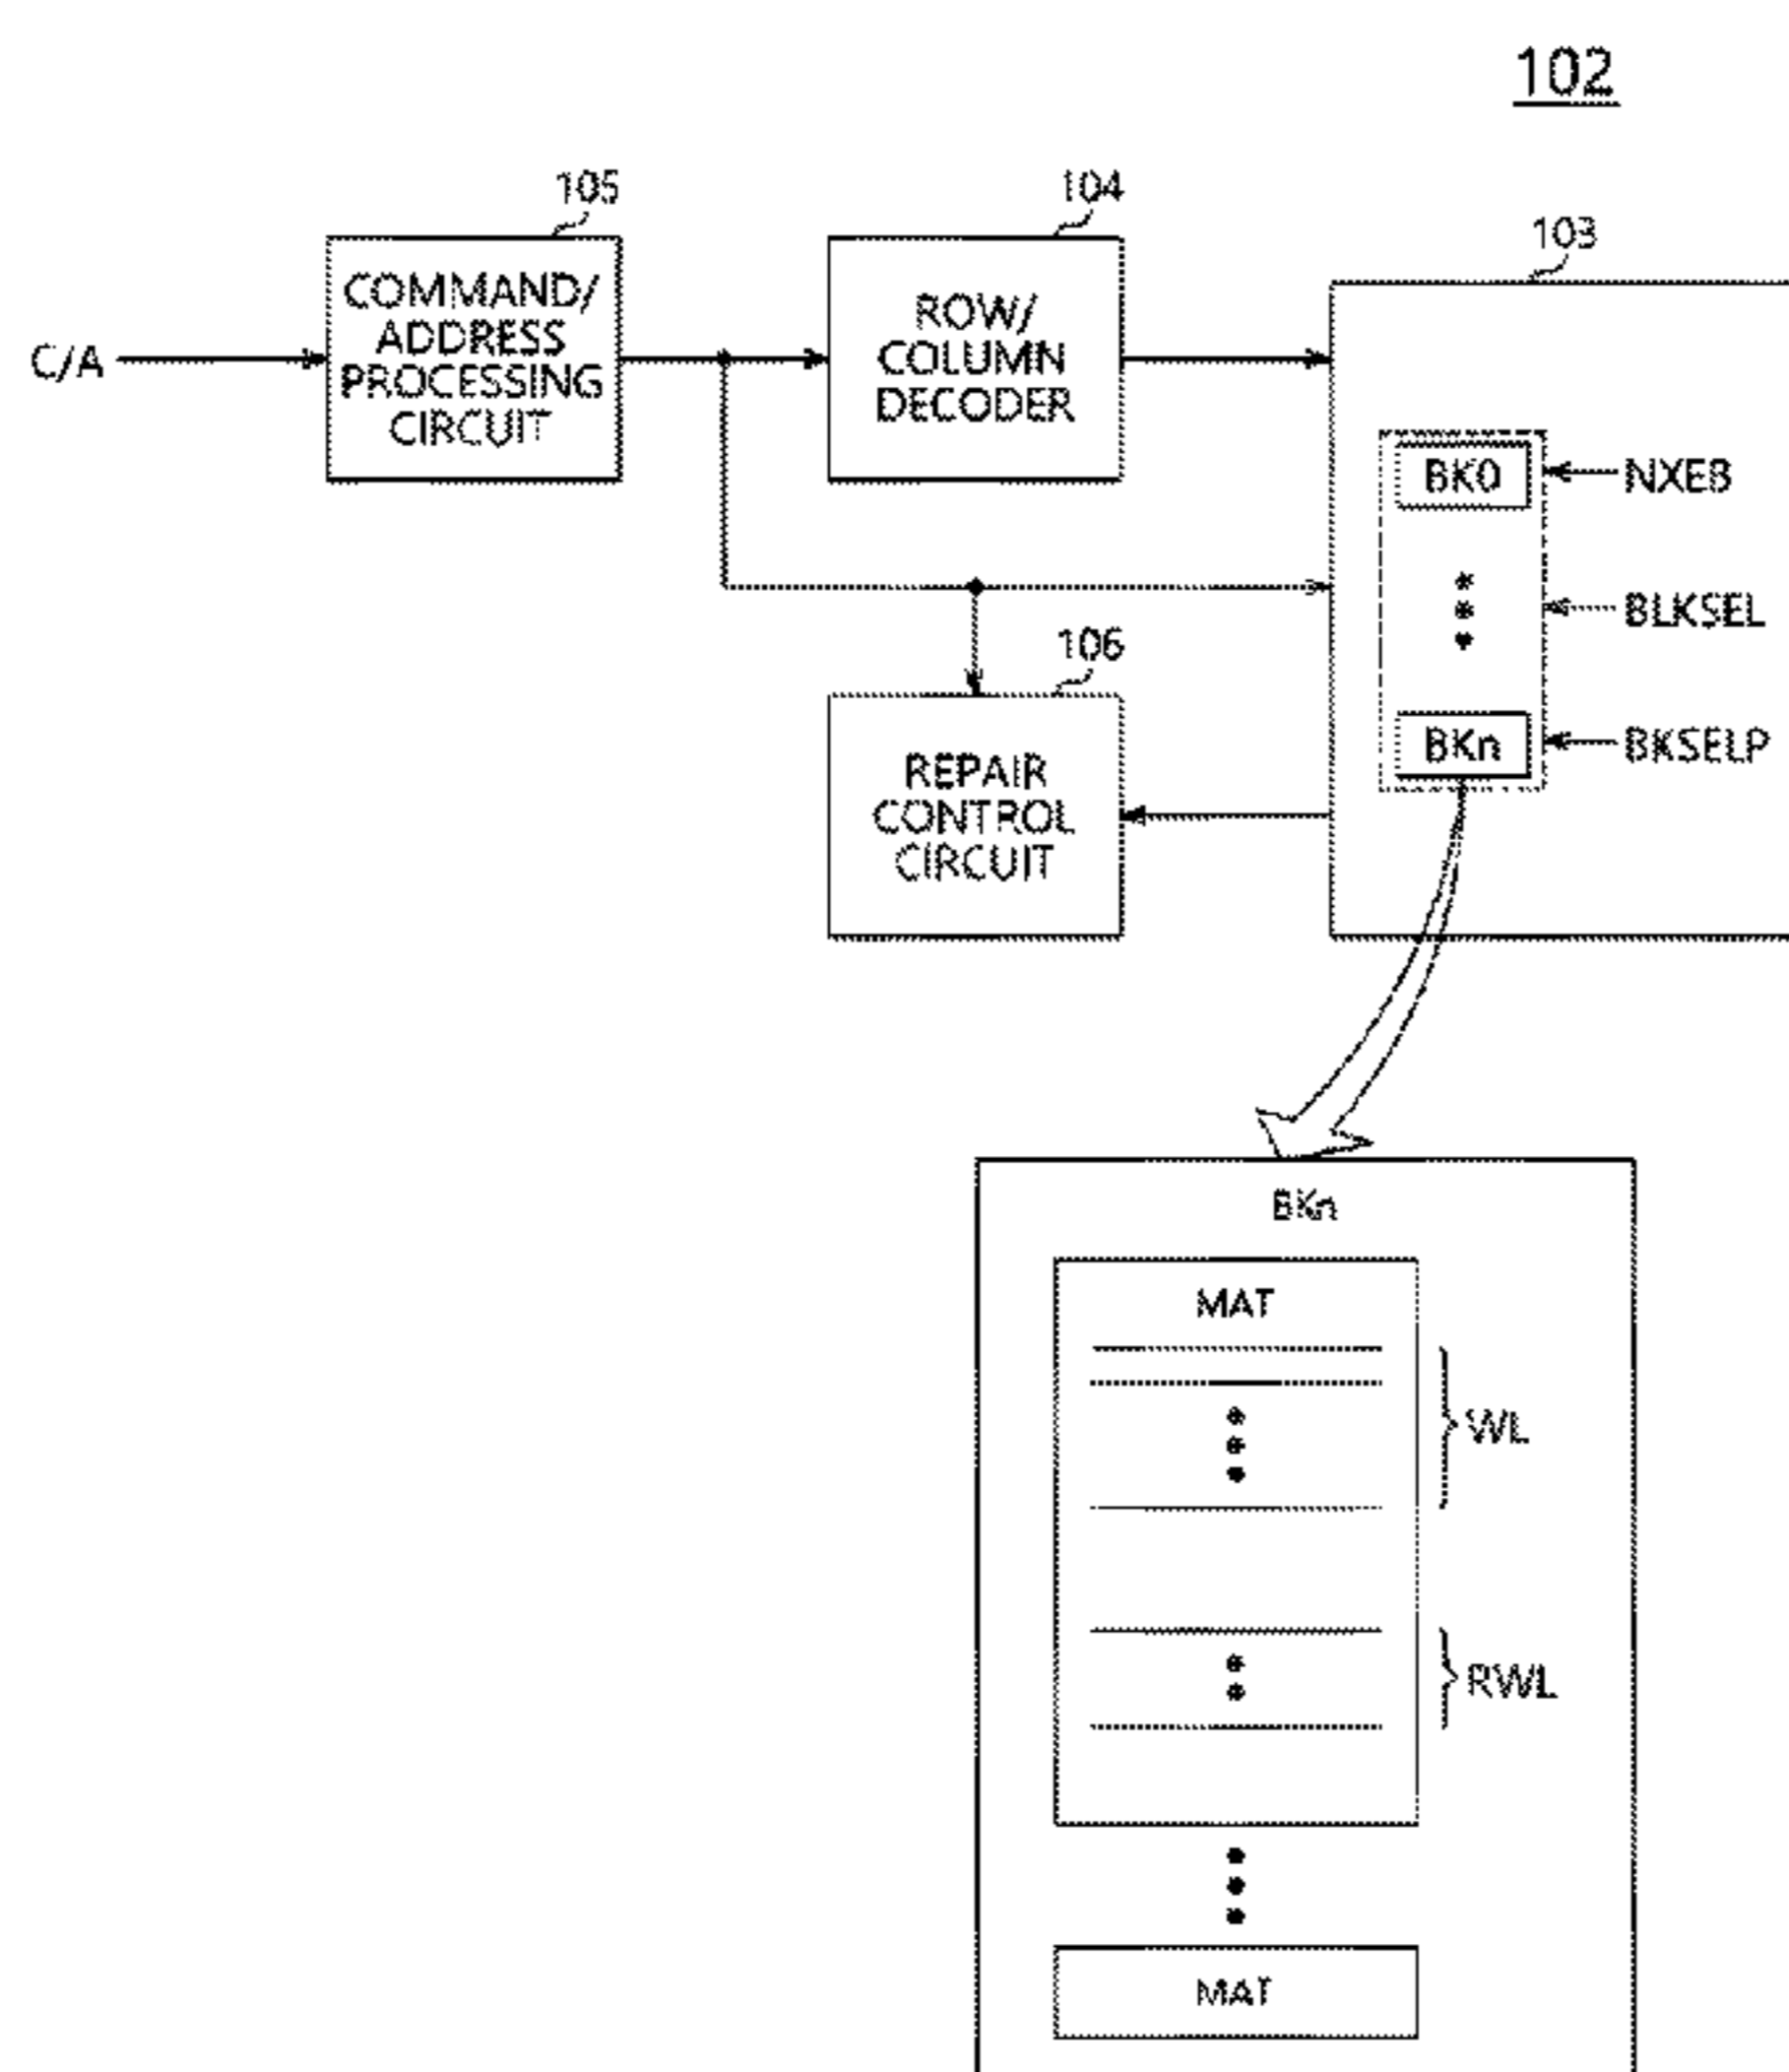 102
105
104
103
C/A
COMMAND/
ADDRESS
PROCESSING
CIRCUIT
ROW/
COLUMN
DECODER
BK0
NXEB
BLKSEL
106
BKn
BKSELP
REPAIR
CONTROL
CIRCUIT
BKn
MAT
WL
RWL
MAT